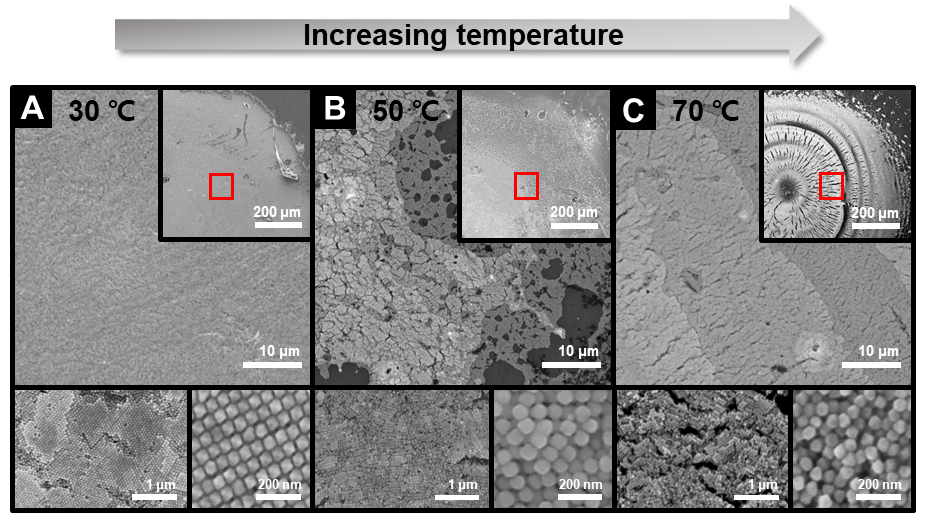 Increasing temperature
A 30 ℃
200 µm
10 µm
1 µm
200 nm
B 50 ℃
200 µm
10 µm
1 µm
200 nm
C 70 ℃
200 µm
10 µm
1 µm
200 nm